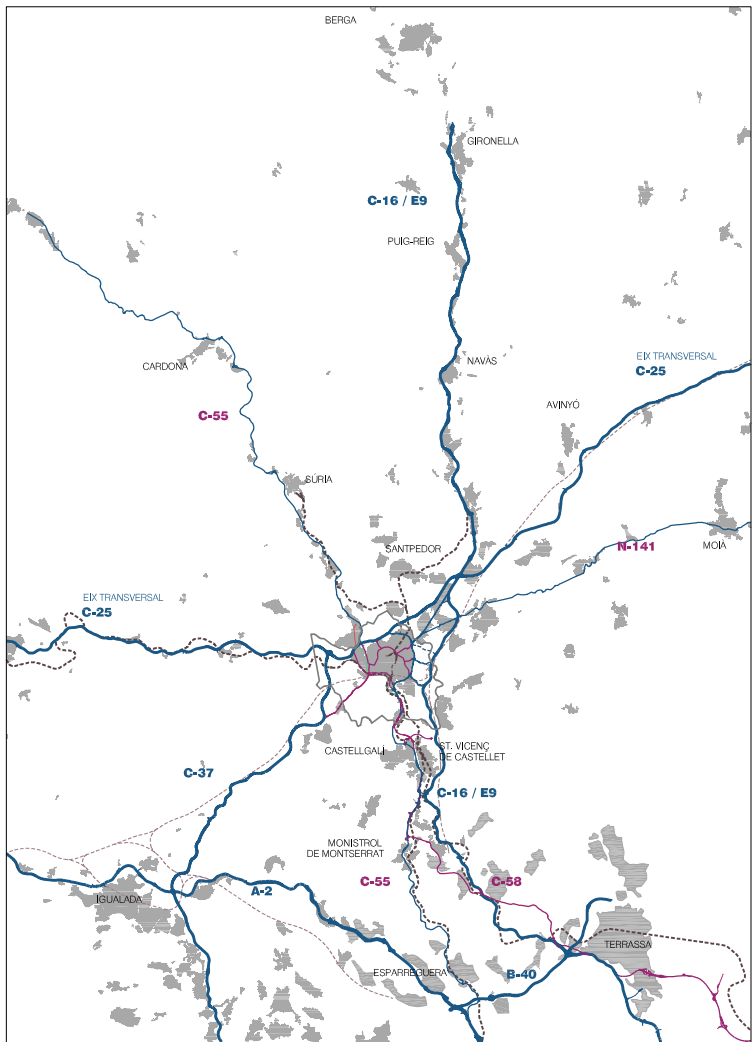 BERGA
GIRONELLA
C-16 / E9
PUIG-REIG
NAVÀS
EIX TRANSVERSAL
C-25
CARDONA
AVINYÓ
C-55
SÚRIA
SANTPEDOR
N-141
MOIÀ
EIX TRANSVERSAL
C-25
CASTELLGALÍ
ST. VICENÇ
DE CASTELLET
C-37
C-16 / E9
MONISTROL
DE MONTSERRAT
C-55
C-58
A-2
IGUALADA
TERRASSA
ESPARREGUERA
B-40